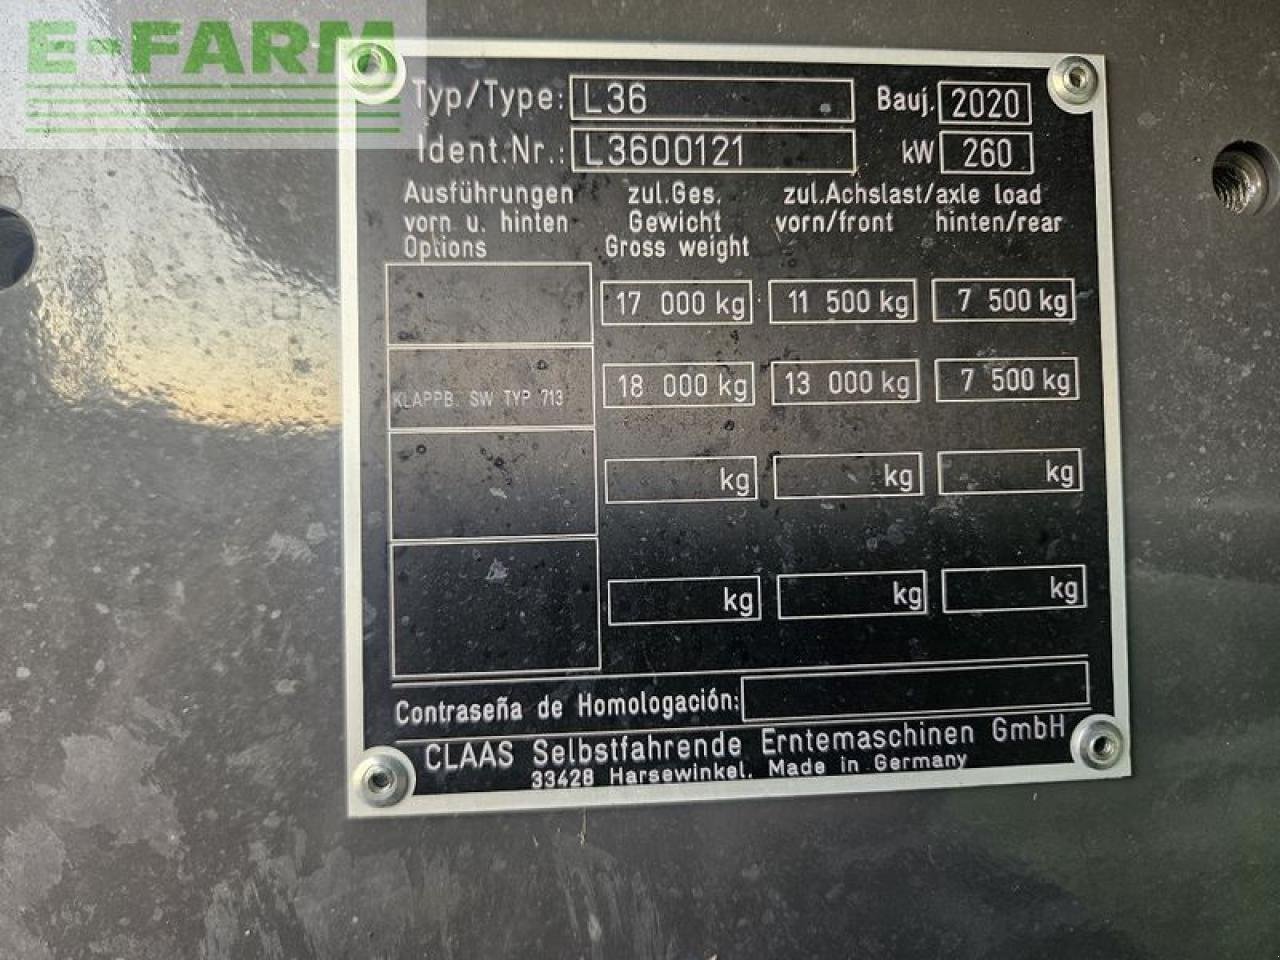 E-FARM
Typ/Type: L36 Bauj. 2020
Ident.Nr.: L3600121 kW 260
Ausführungen zul.Ges. zul.Achslast/axle load
vorn u. hinten Gewicht vorn/front hinten/rear
Options Gross weight
17 000 kg 11 500 kg 7 500 kg
KLAPPB. SW TYP 713 18 000 kg 13 000 kg 7 500 kg
kg kg kg
kg kg kg
Contraseña de Homologación:
CLAAS Selbstfahrende Erntemaschinen GmbH
33428 Harsewinkel. Made in Germany